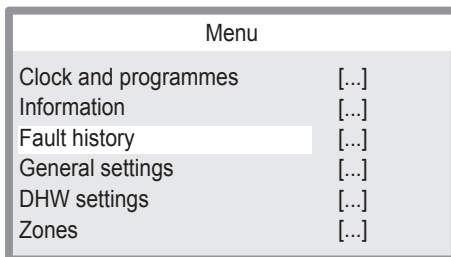 Menu
Clock and programmes [...]
Information [...]
Fault history [...]
General settings [...]
DHW settings [...]
Zones [...]